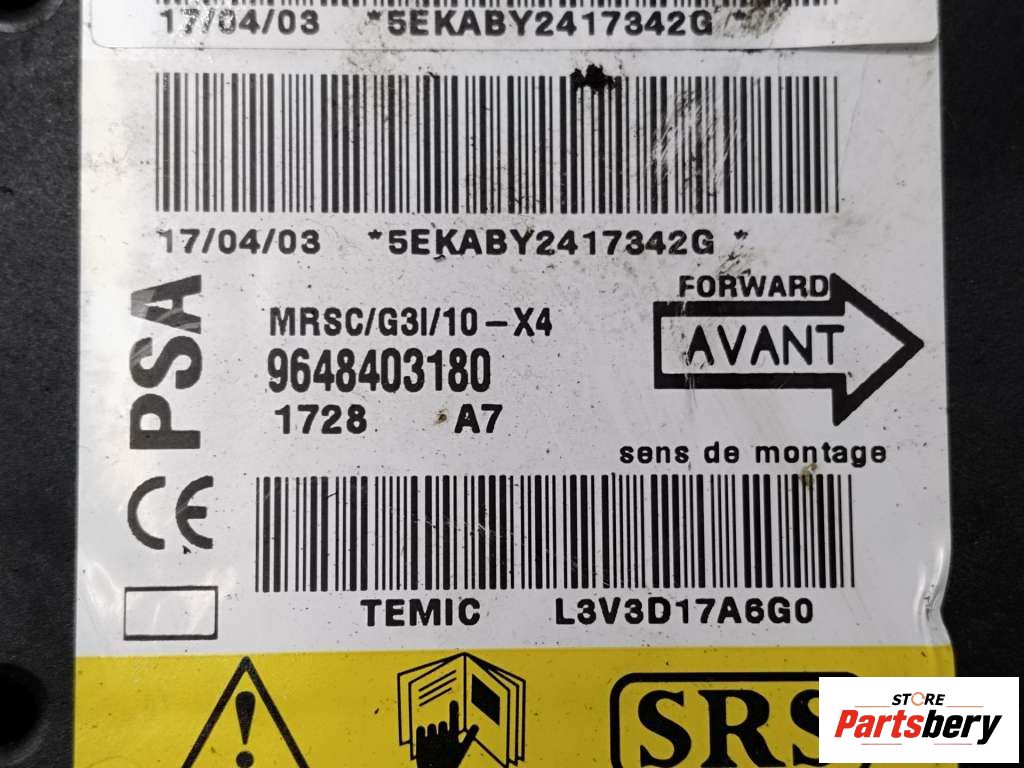 17/04/03 *5EKABY2417342G
17/04/03 *5EKABY2417342G *
PSA
MRSC/G3I/10-X4
9648403180
1728 A7
FORWARD
AVANT
sens de montage
CE
TEMIC L3V3D17A6G0
SRS
STORE
Partsbery